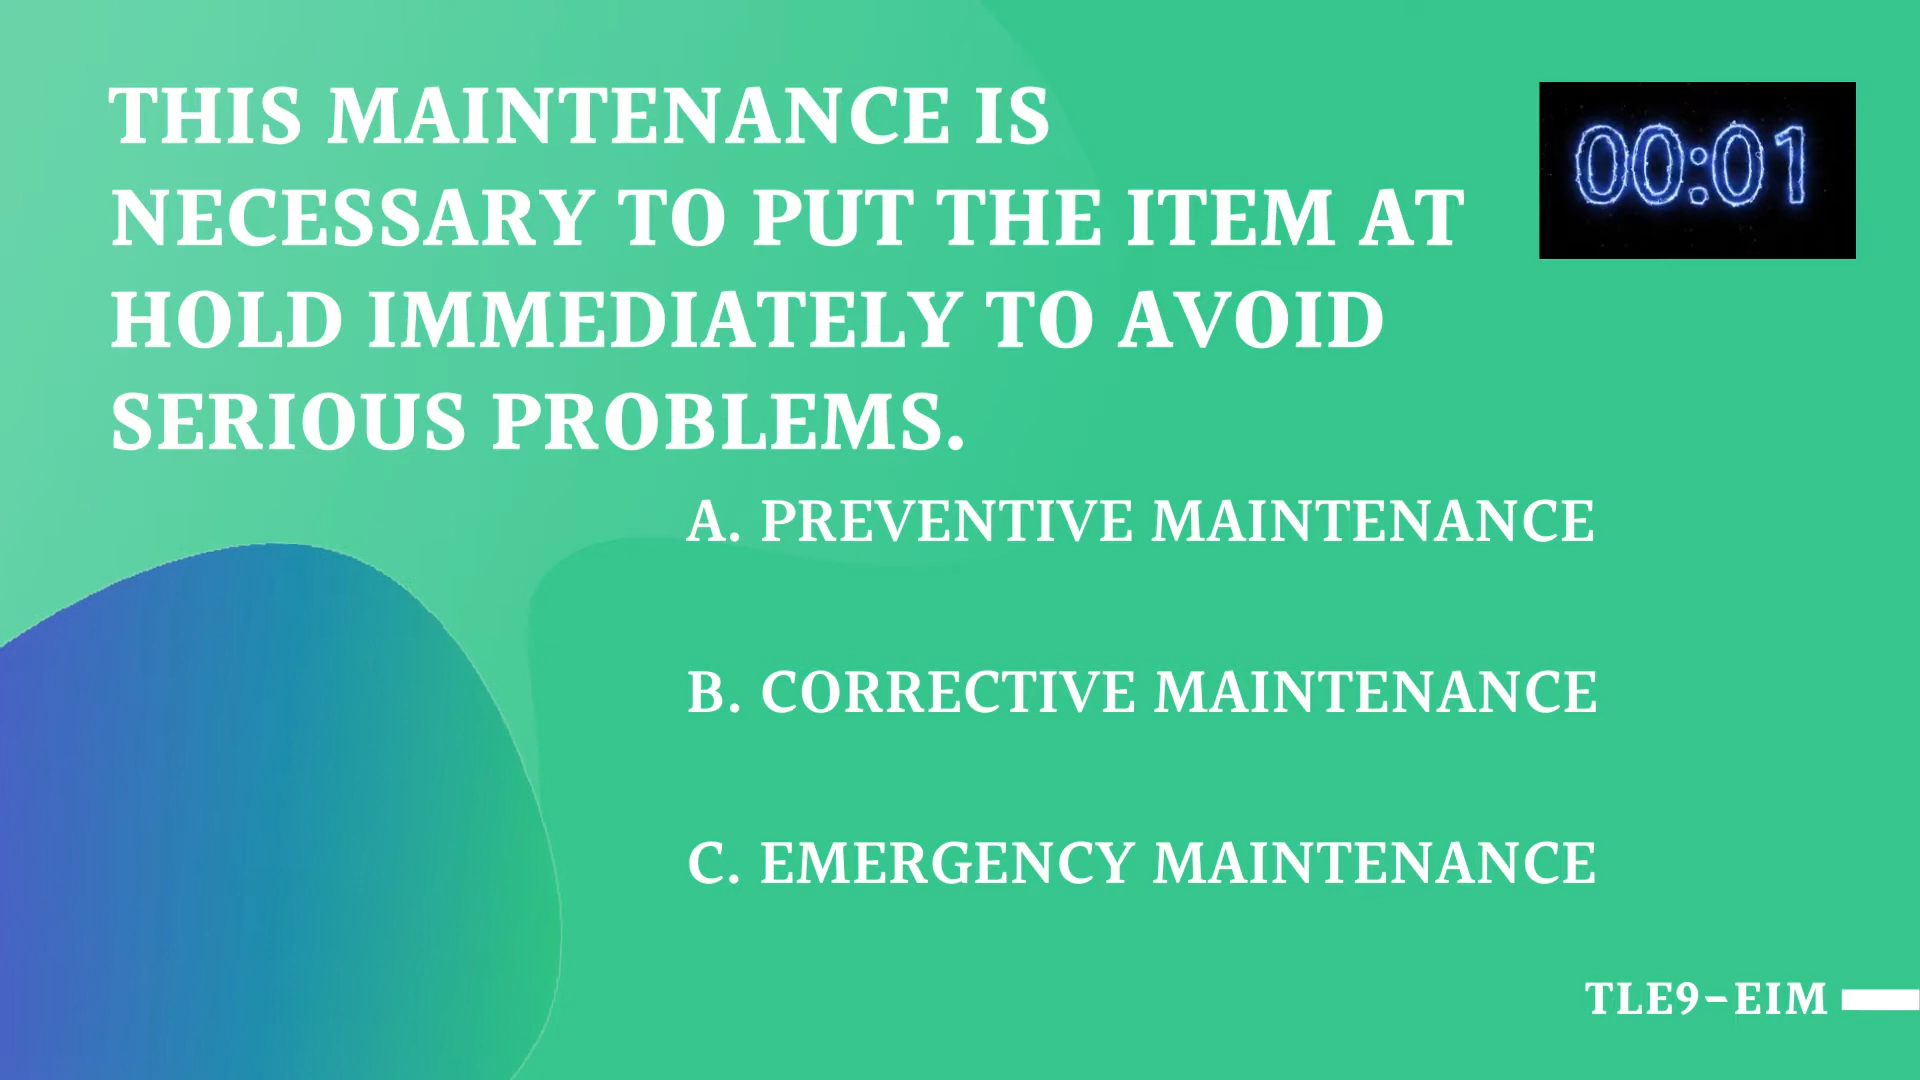 THIS MAINTENANCE IS
NECESSARY TO PUT THE ITEM AT
HOLD IMMEDIATELY TO AVOID
SERIOUS PROBLEMS.
00:01
A. PREVENTIVE MAINTENANCE
B. CORRECTIVE MAINTENANCE
C. EMERGENCY MAINTENANCE
TLE9-EIM